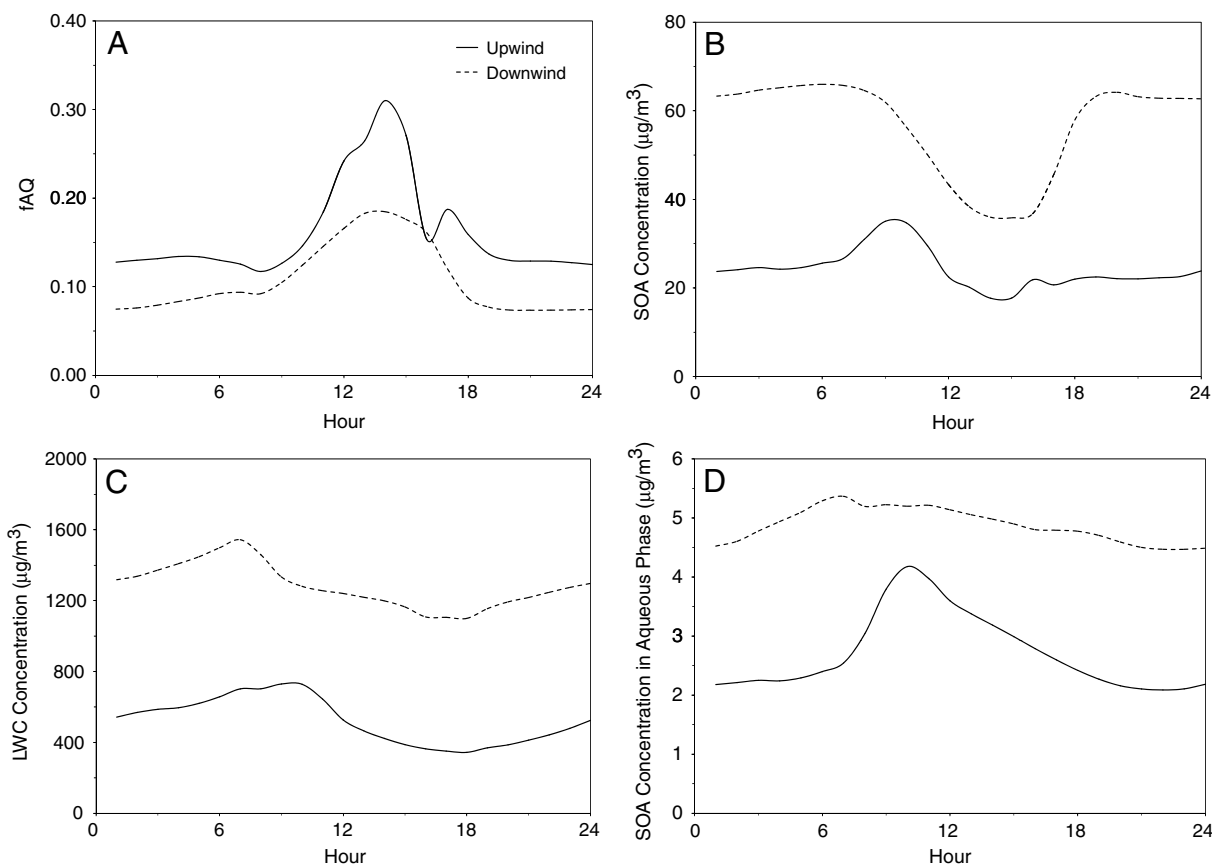 A
Upwind
Downwind
fAQ
0.40
0.30
0.20
0.10
0.00
0 6 12 18 24
Hour
B
SOA Concentration (μg/m³)
80
60
40
20
0
0 6 12 18 24
Hour
C
LWC Concentration (μg/m³)
2000
1600
1200
800
400
0
0 6 12 18 24
Hour
D
SOA Concentration in Aqueous Phase (μg/m³)
6
5
4
3
2
1
0
0 6 12 18 24
Hour